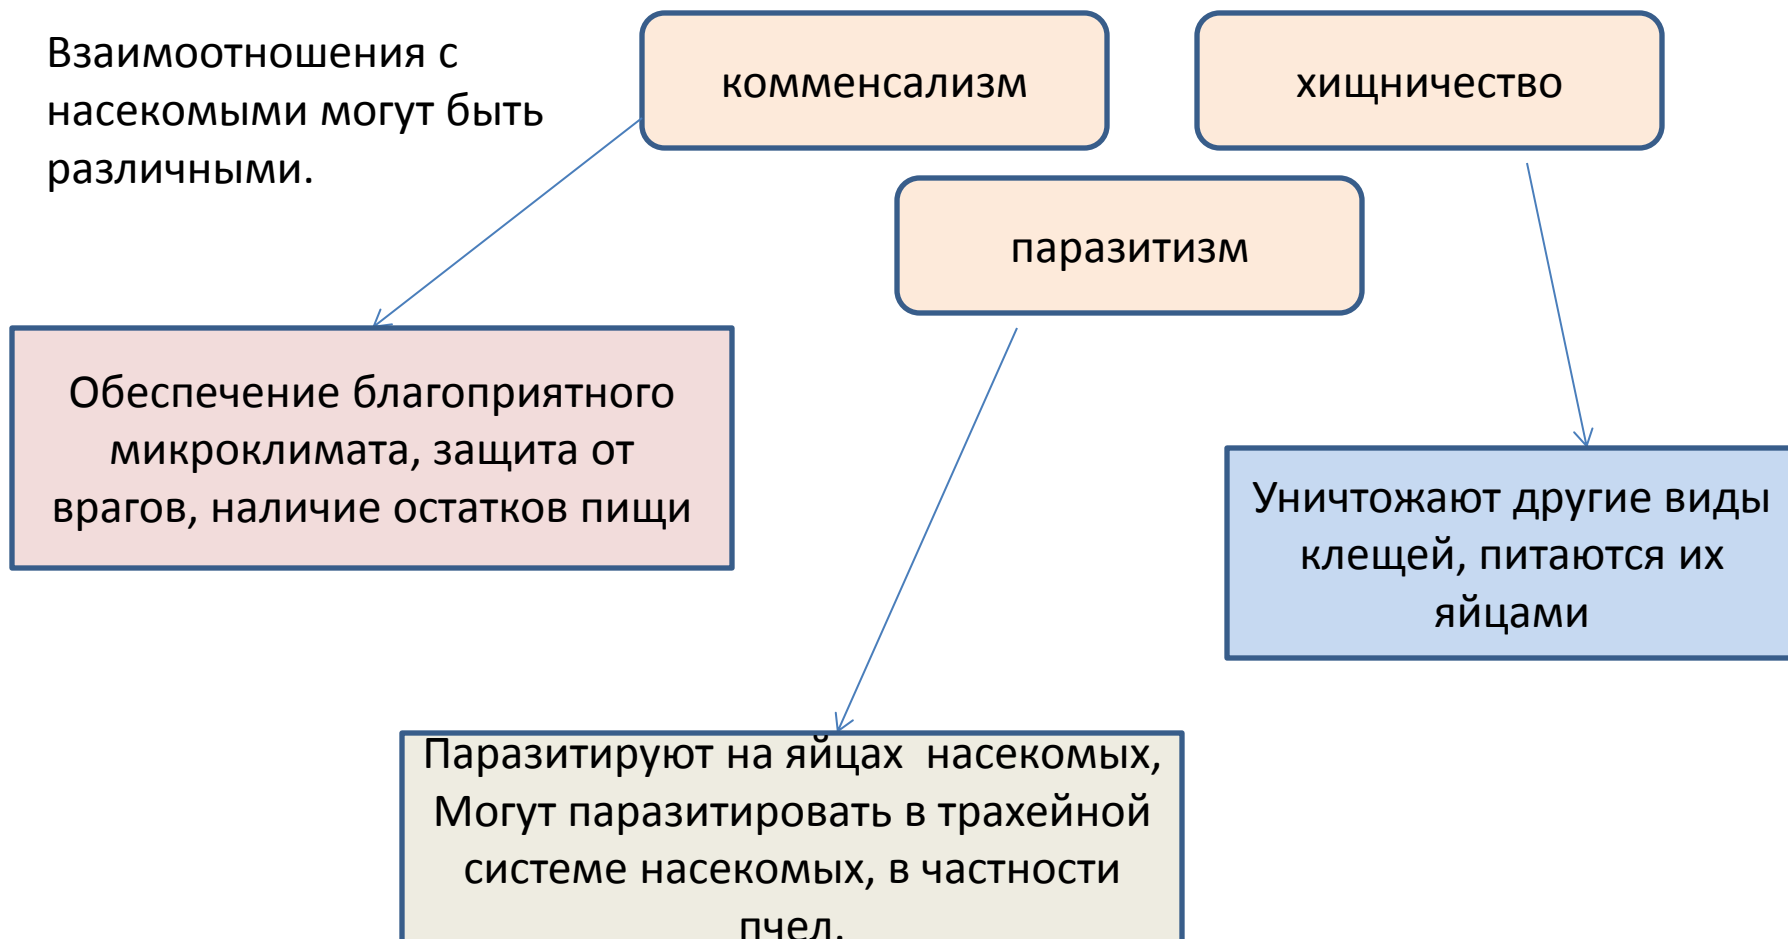 Взаимоотношения с
насекомыми могут быть
различными.
комменсализм
хищничество
паразитизм
Обеспечение благоприятного
микроклимата, защита от
врагов, наличие остатков пищи
Уничтожают другие виды
клещей, питаются их
яйцами
Паразитируют на яйцах  насекомых,
Могут паразитировать в трахейной
системе насекомых, в частности
пчел.